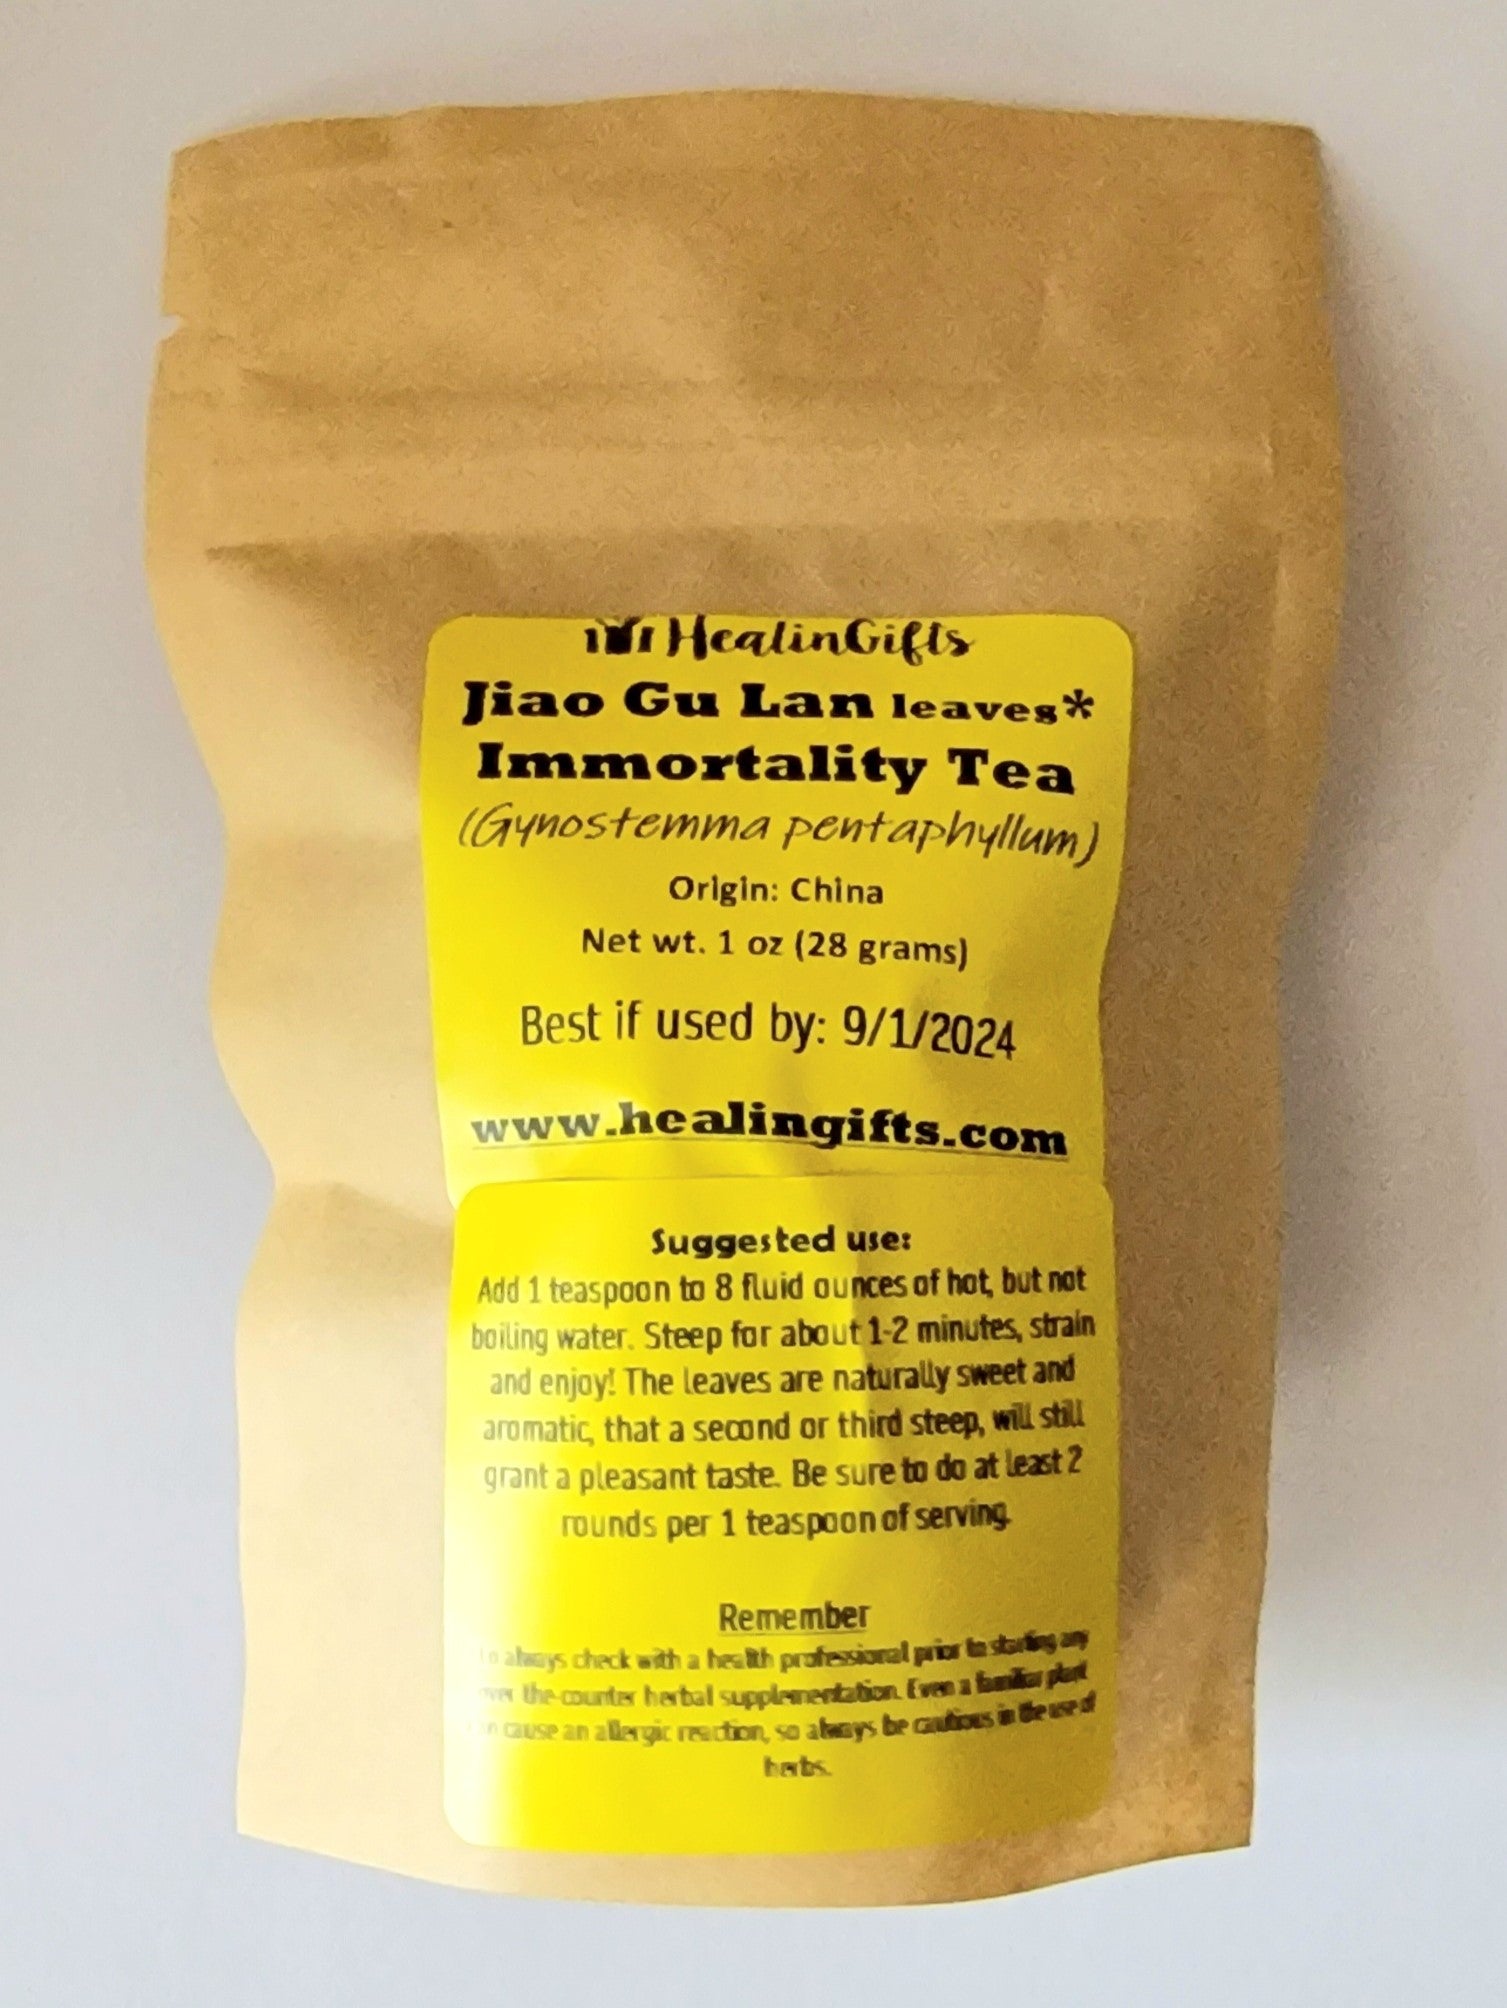 HealinGifts
Jiao Gu Lan leaves*
Immortality Tea
(Gynostemma pentaphyllum)
Origin: China
Net wt. 1 oz (28 grams)
Best if used by: 9/1/2024
www.healingifts.com
Suggested use:
Add 1 teaspoon to 8 fluid ounces of hot, but not
boiling water. Steep for about 1-2 minutes, strain
and enjoy! The leaves are naturally sweet and
aromatic, that a second or third steep, will still
grant a pleasant taste. Be sure to do at least 2
rounds per 1 teaspoon of serving.
Remember
To always check with a health professional prior to starting any
over the-counter herbal supplementation. Even a familiar plant
can cause an allergic reaction, so always be cautious in the use of
herbs.